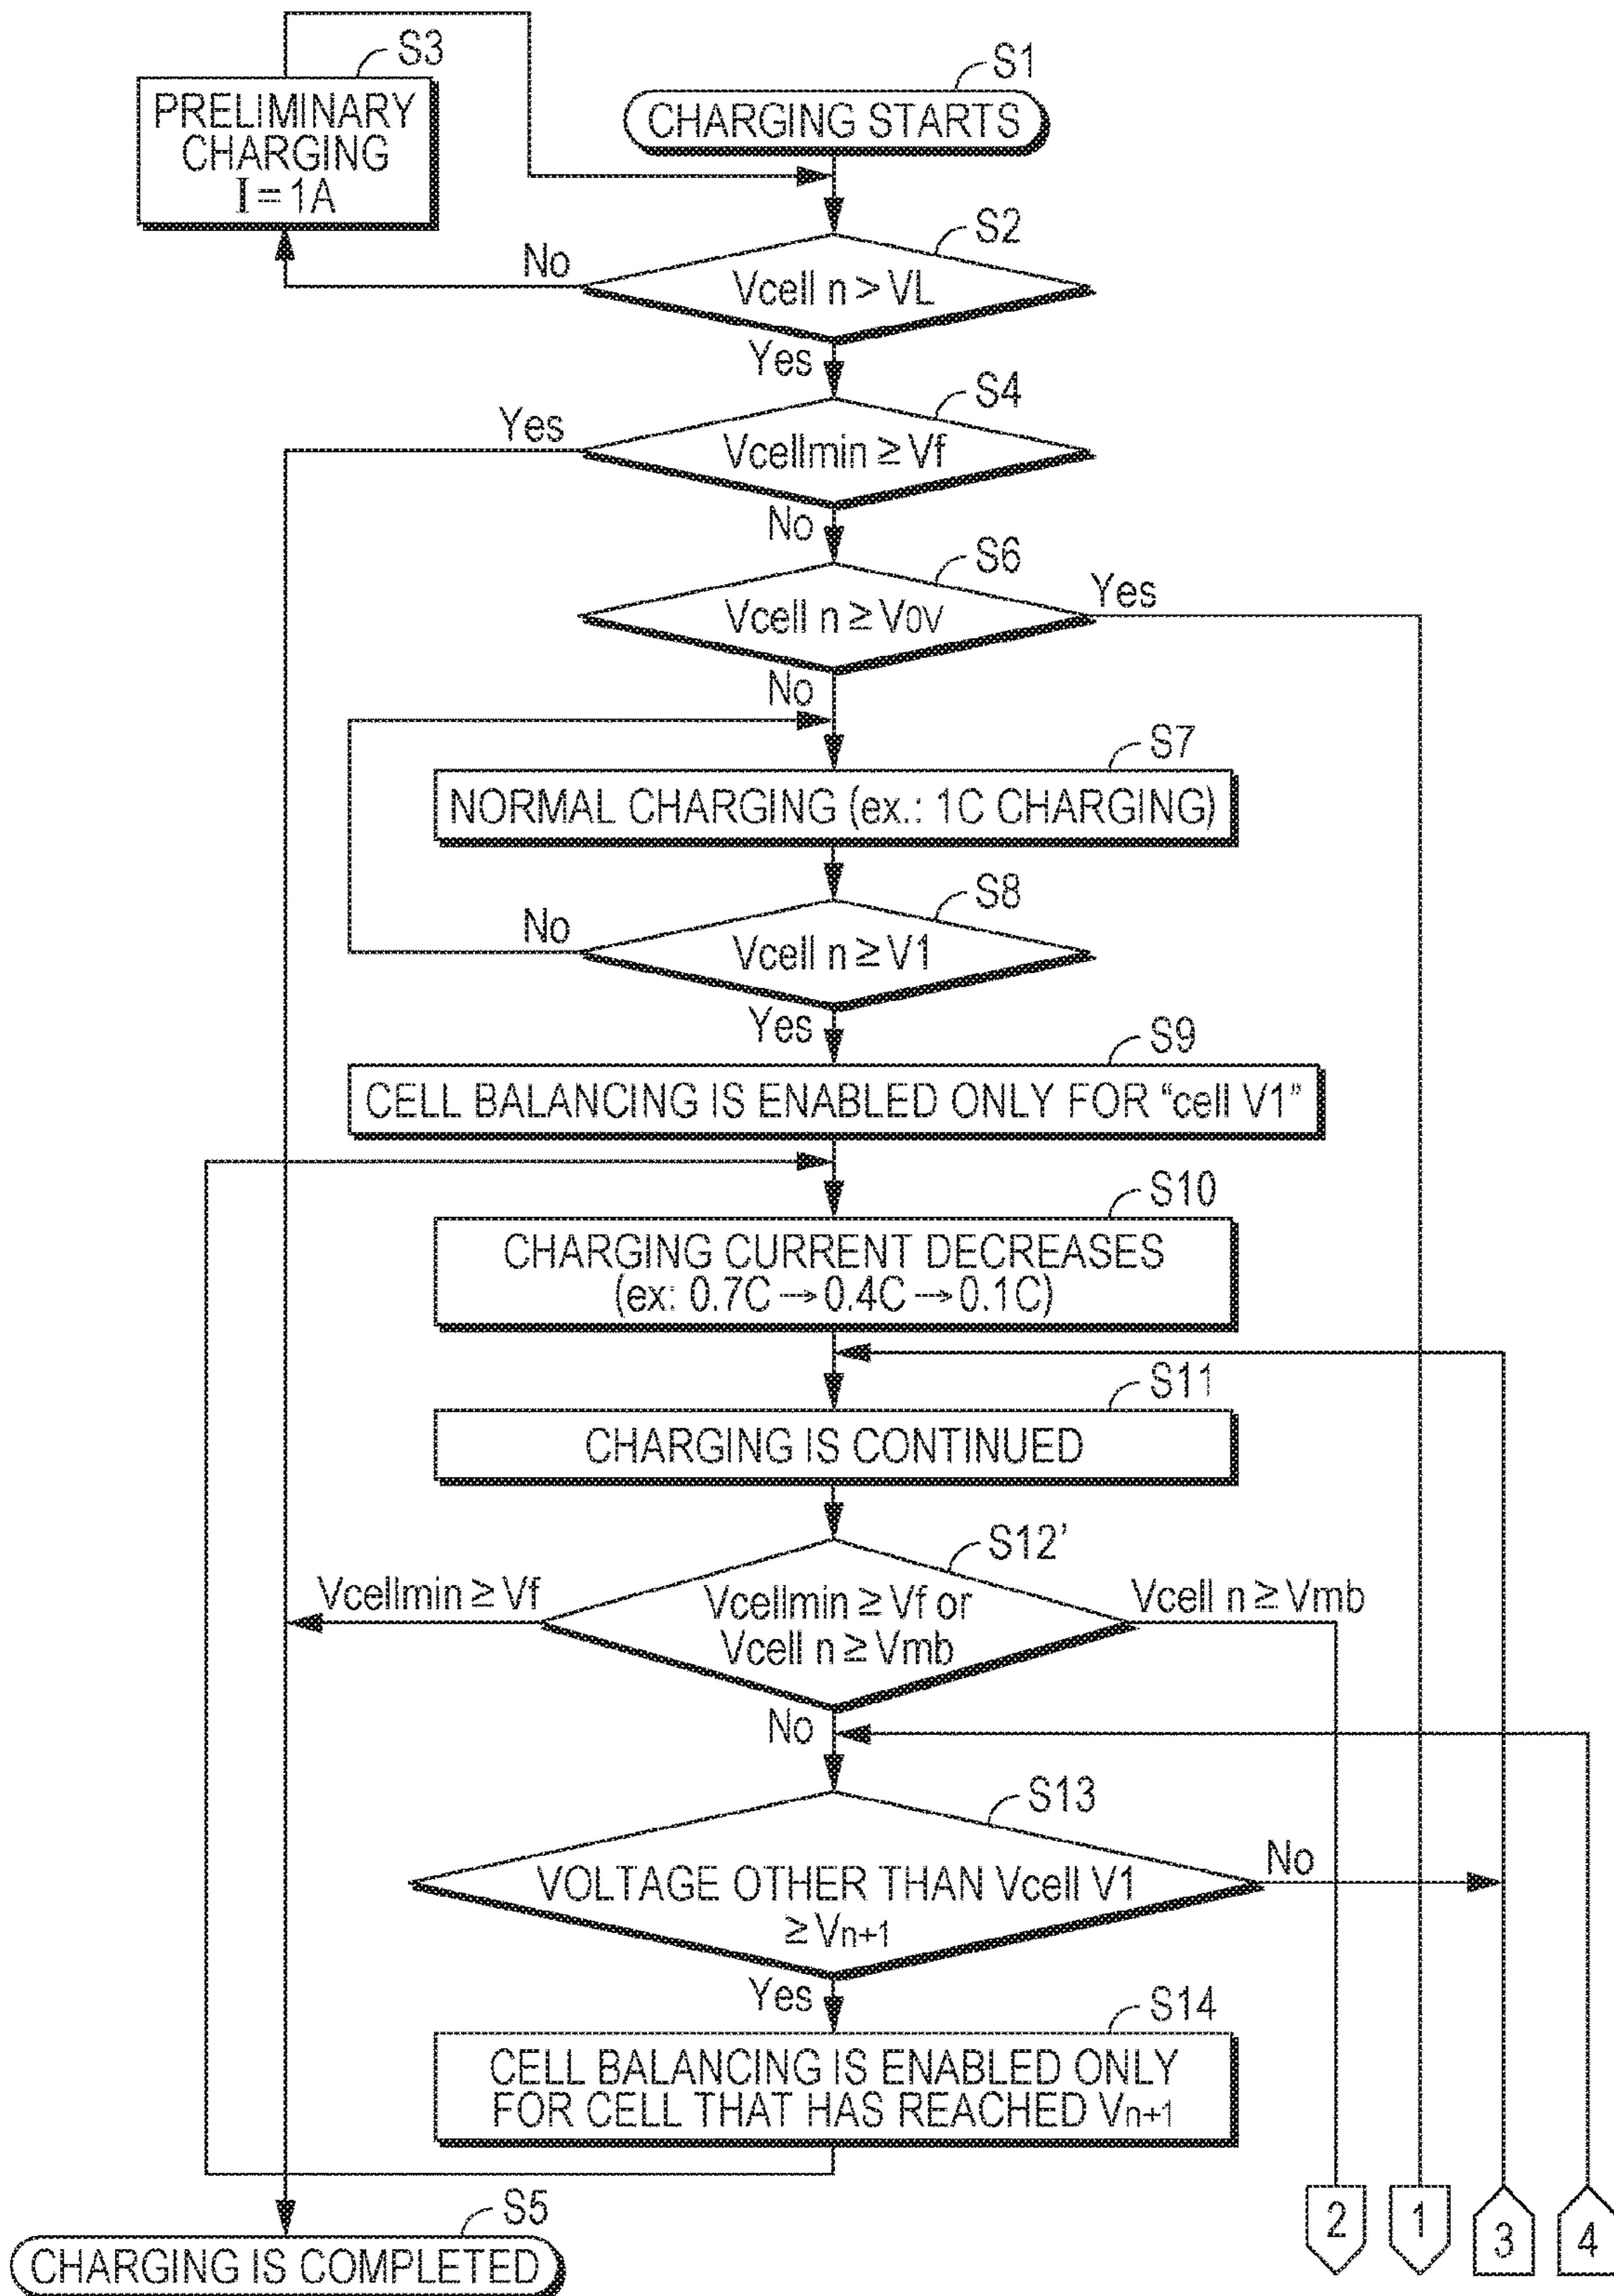 S3
PRELIMINARY
CHARGING
I = 1A
S1
CHARGING STARTS
S2
No
Vcell n > VL
Yes
S4
Yes
Vcellmin ≥ Vf
No
S6
Vcell n ≥ V0V
Yes
No
S7
NORMAL CHARGING (ex.: 1C CHARGING)
S8
No
Vcell n ≥ V1
Yes
S9
CELL BALANCING IS ENABLED ONLY FOR “cell V1”
S10
CHARGING CURRENT DECREASES
(ex: 0.7C → 0.4C → 0.1C)
S11
CHARGING IS CONTINUED
S12’
Vcellmin ≥ Vf
Vcellmin ≥ Vf or
Vcell n ≥ Vmb
Vcell n ≥ Vmb
No
S13
VOLTAGE OTHER THAN Vcell V1
≥ Vn+1
No
Yes
S14
CELL BALANCING IS ENABLED ONLY
FOR CELL THAT HAS REACHED Vn+1
S5
CHARGING IS COMPLETED
2
1
3
4